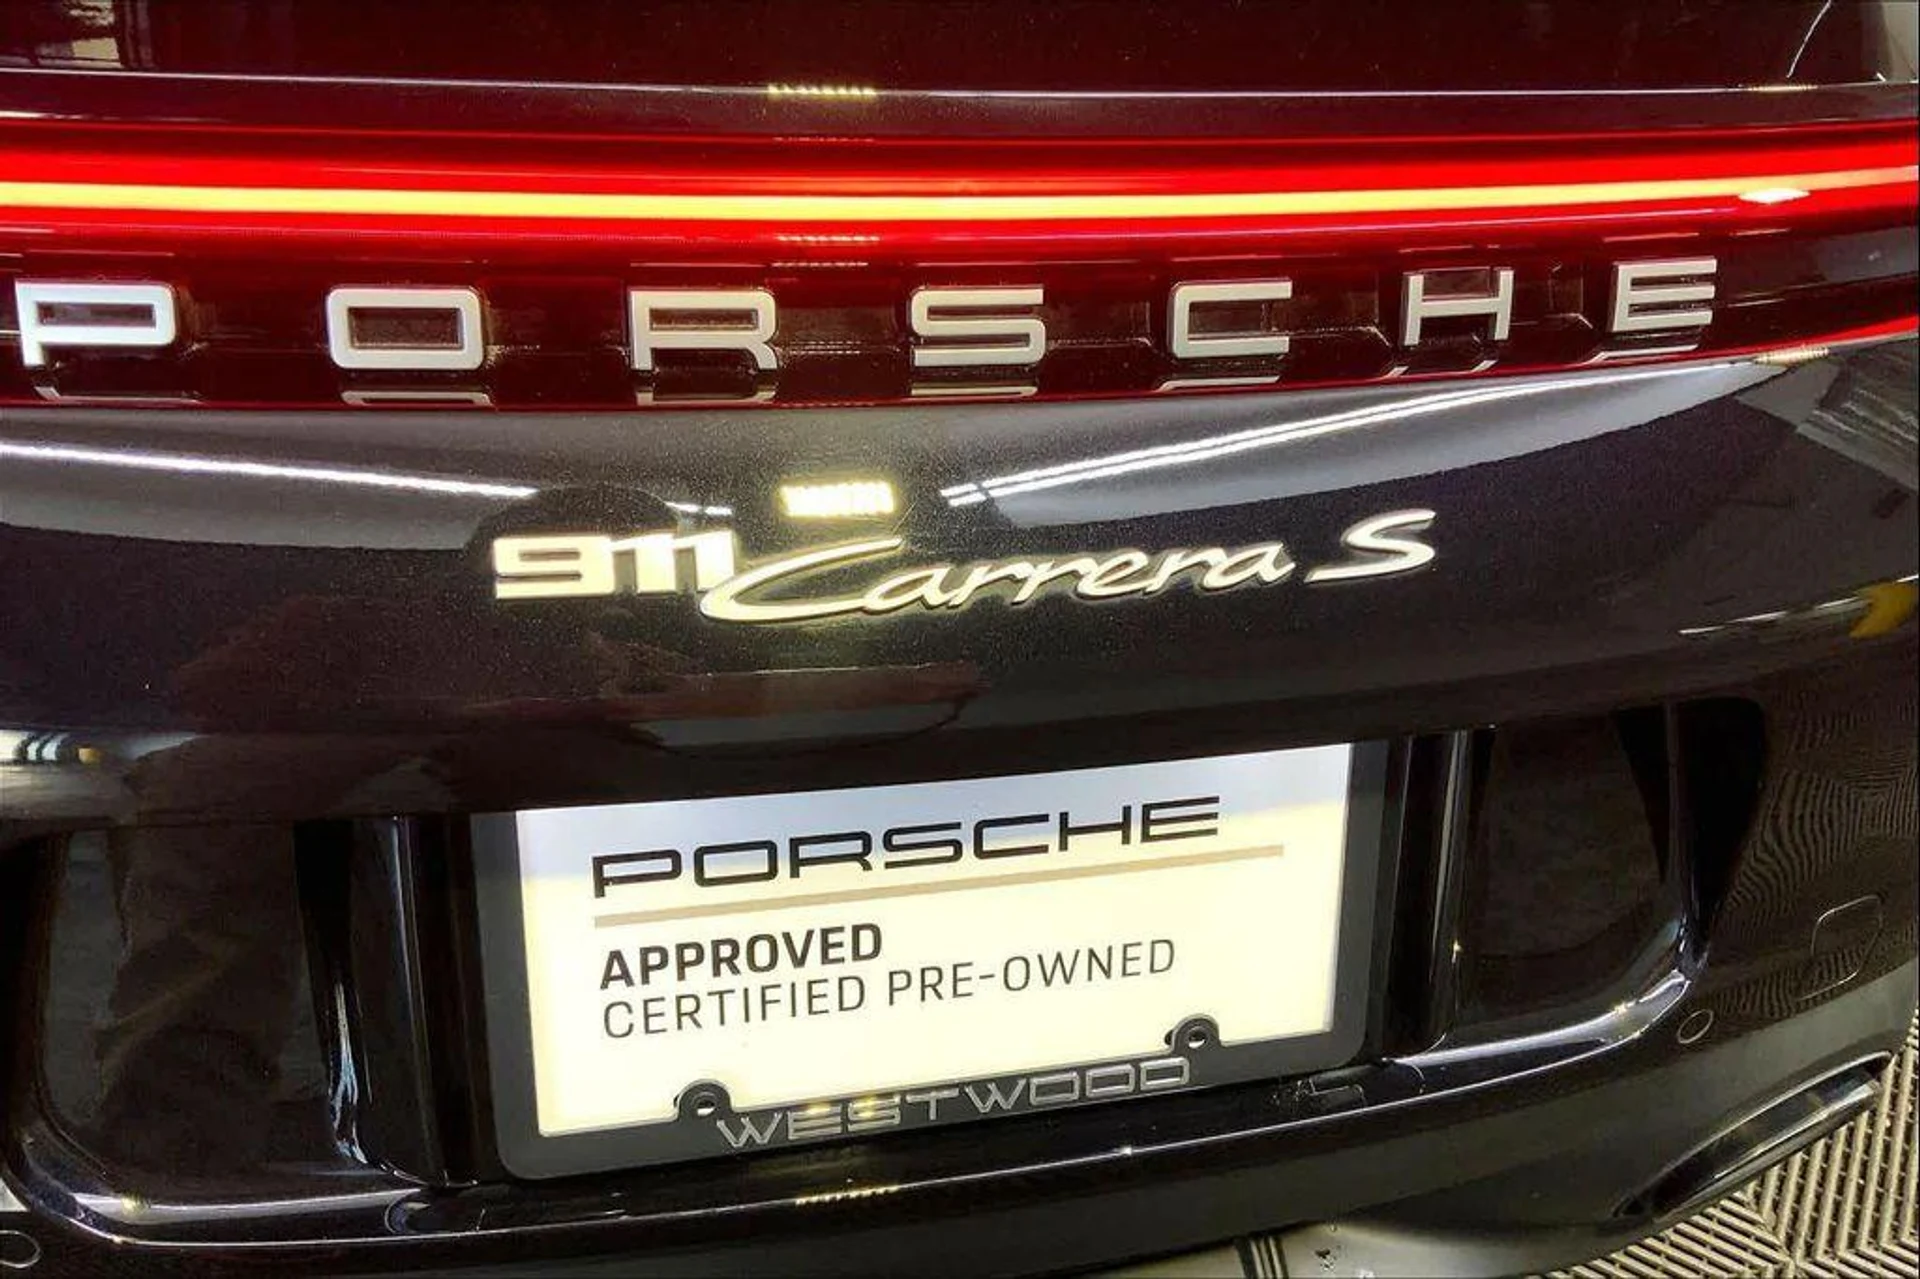 PORSCHE
911 Carrera S
PORSCHE
APPROVED
CERTIFIED PRE-OWNED
WESTWOOD